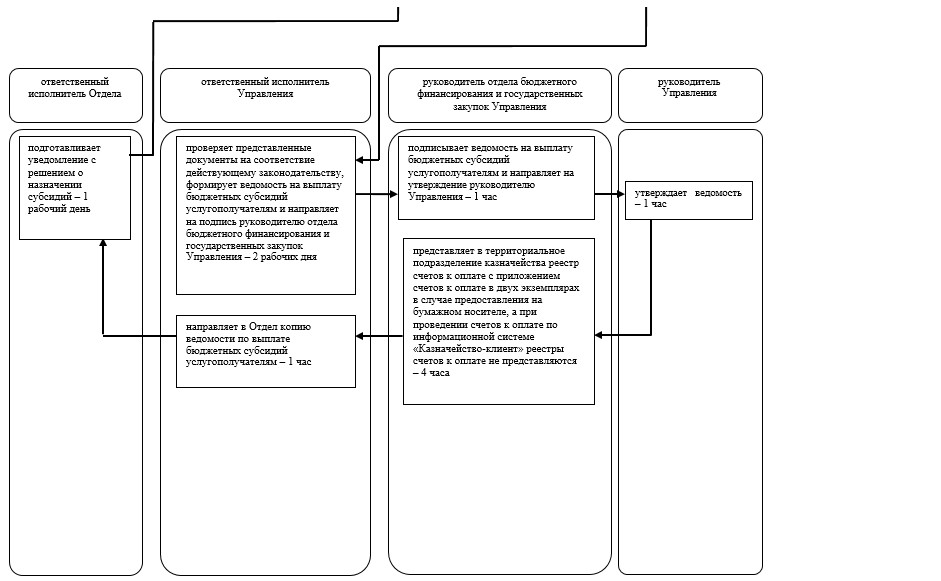 ответственный
исполнитель Отдела
ответственный исполнитель
Управления
руководитель отдела бюджетного
финансирования и государственных
закупок Управления
руководитель
Управления
подготавливает
уведомление с
решением о
назначении
субсидий – 1
рабочий день
проверяет представленные
документы на соответствие
действующему законодательству,
формирует ведомость на выплату
бюджетных субсидий
услугополучателям и направляет
на подпись руководителю отдела
бюджетного финансирования и
государственных закупок
Управления – 2 рабочих дня
подписывает ведомость на выплату
бюджетных субсидий
услугополучателям и направляет на
утверждение руководителю
Управления – 1 час
утверждает ведомость
– 1 час
представляет в территориальное
подразделение казначейства реестр
счетов к оплате с приложением
счетов к оплате в двух экземплярах
в случае предоставления на
бумажном носителе, а при
проведении счетов к оплате по
информационной системе
«Казначейство-клиент» реестры
счетов к оплате не представляются
– 4 часа
направляет в Отдел копию
ведомости по выплате
бюджетных субсидий
услугополучателям – 1 час